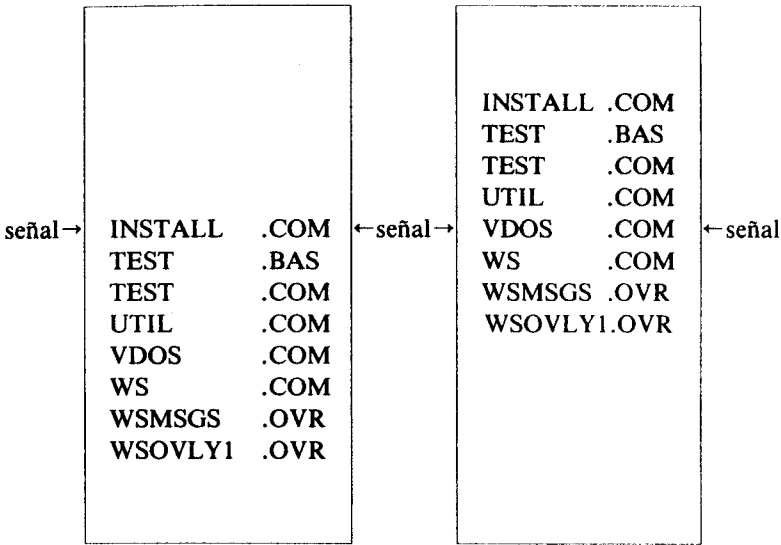 señal→ INSTALL .COM ←señal→
TEST .BAS
TEST .COM
UTIL .COM
VDOS .COM
WS .COM
WSMSGS .OVR
WSOVLY1 .OVR
INSTALL .COM
TEST .BAS
TEST .COM
UTIL .COM
VDOS .COM ←señal
WS .COM
WSMSGS .OVR
WSOVLY1.OVR